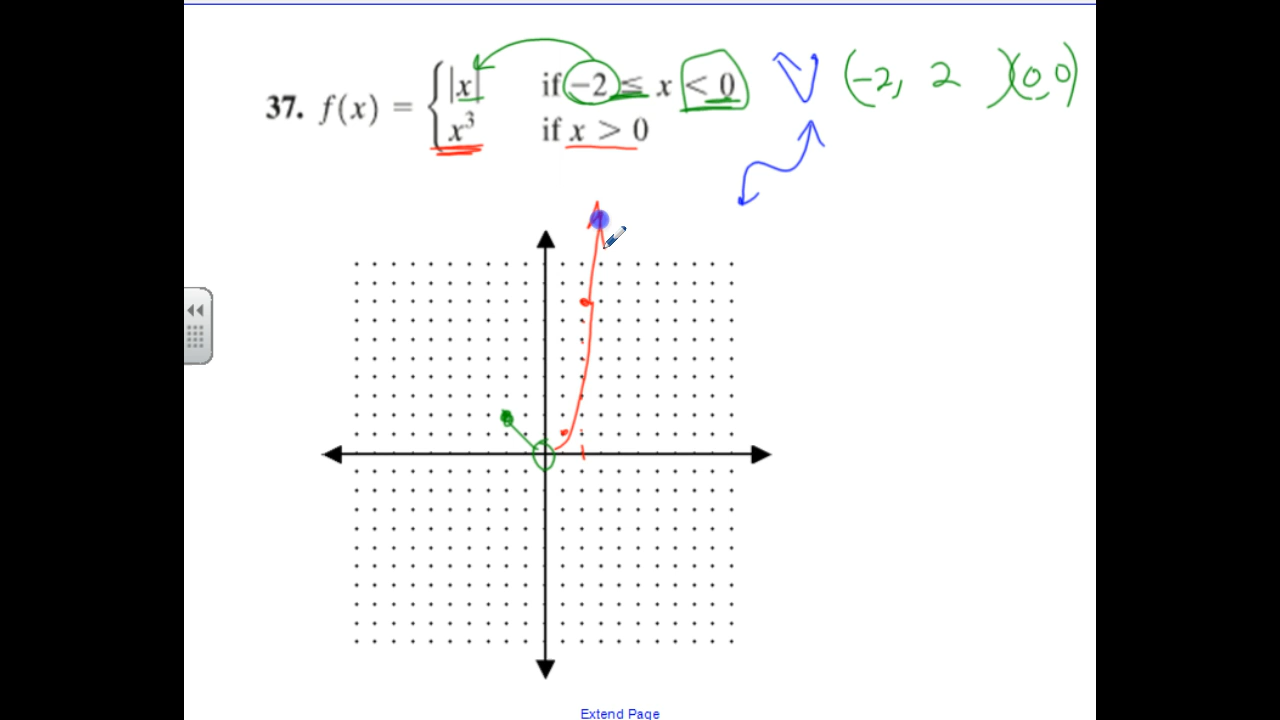 37. f(x) = { |x| if −2 ≤ x < 0 (-2, 2 )(0,0)
x³ if x > 0
Extend Page